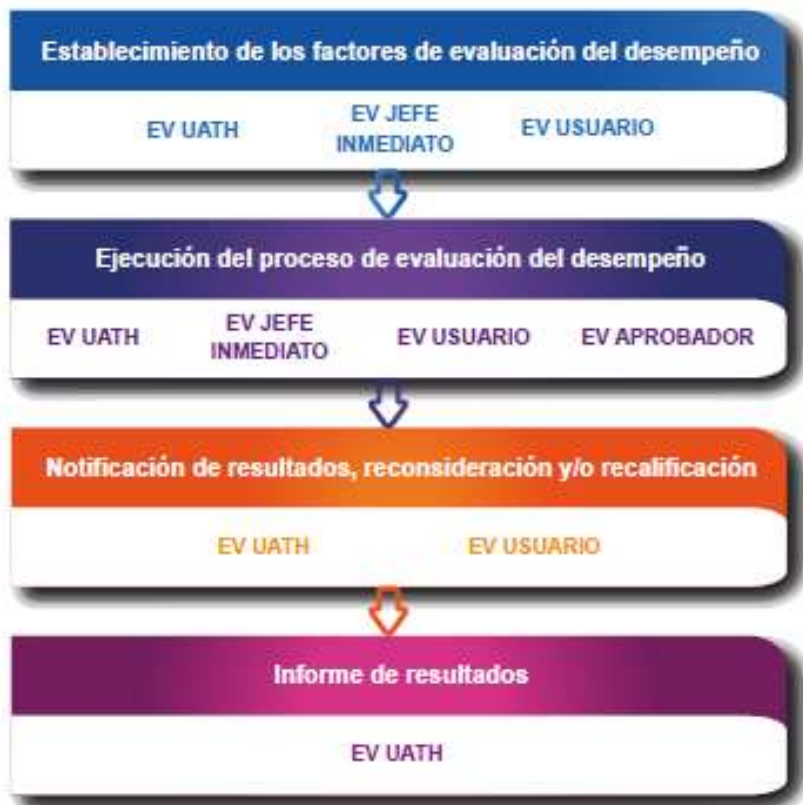 Establecimiento de los factores de evaluación del desempeño
EV UATH
EV JEFE
INMEDIATO
EV USUARIO
Ejecución del proceso de evaluación del desempeño
EV UATH
EV JEFE
INMEDIATO
EV USUARIO
EV APROBADOR
Notificación de resultados, reconsideración y/o recalificación
EV UATH
EV USUARIO
Informe de resultados
EV UATH